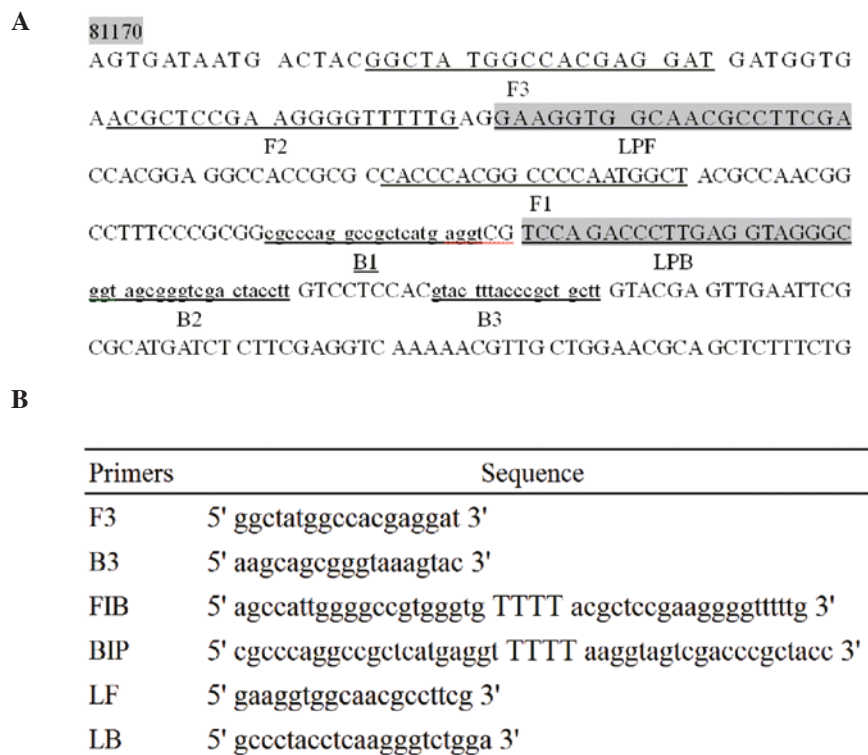 A
81170
AGTGATAATG ACTACGGCTA TGGCCACGAG GAT GATGGTG
F3
AACGCTCCGA AGGGGTTTTTGAGGAAGGTG GCAACGCCTTCGA
F2 LPF
CCACGGA GGCCACCGCGC CCACCCACGG CCCCAATGGCT ACGCCAACGG
F1
CCTTTCCCGCGGcgcccag gccgctcatg aggtCG TCCA GACCCTTGAG GTAGGGC
B1 LPB
ggt agcgggtcga ctacctt GTCCTCCACgtac tttacccgct gctt GTACGA GTTGAATTCG
B2 B3
CGCATGATCT CTTCGAGGTC AAAAACGTTG CTGGAACGCA GCTCTTTCTG
B
Primers Sequence
F3 5' ggctatggccacgaggat 3'
B3 5' aagcagcgggtaaagtac 3'
FIB 5' agccattggggccgtgggtg TTTT acgctccgaaggggtttttg 3'
BIP 5' cgcccaggccgctcatgaggt TTTT aaggtagtcgacccgctacc 3'
LF 5' gaaggtggcaacgccttcg 3'
LB 5' gccctacctcaagggtctgga 3'